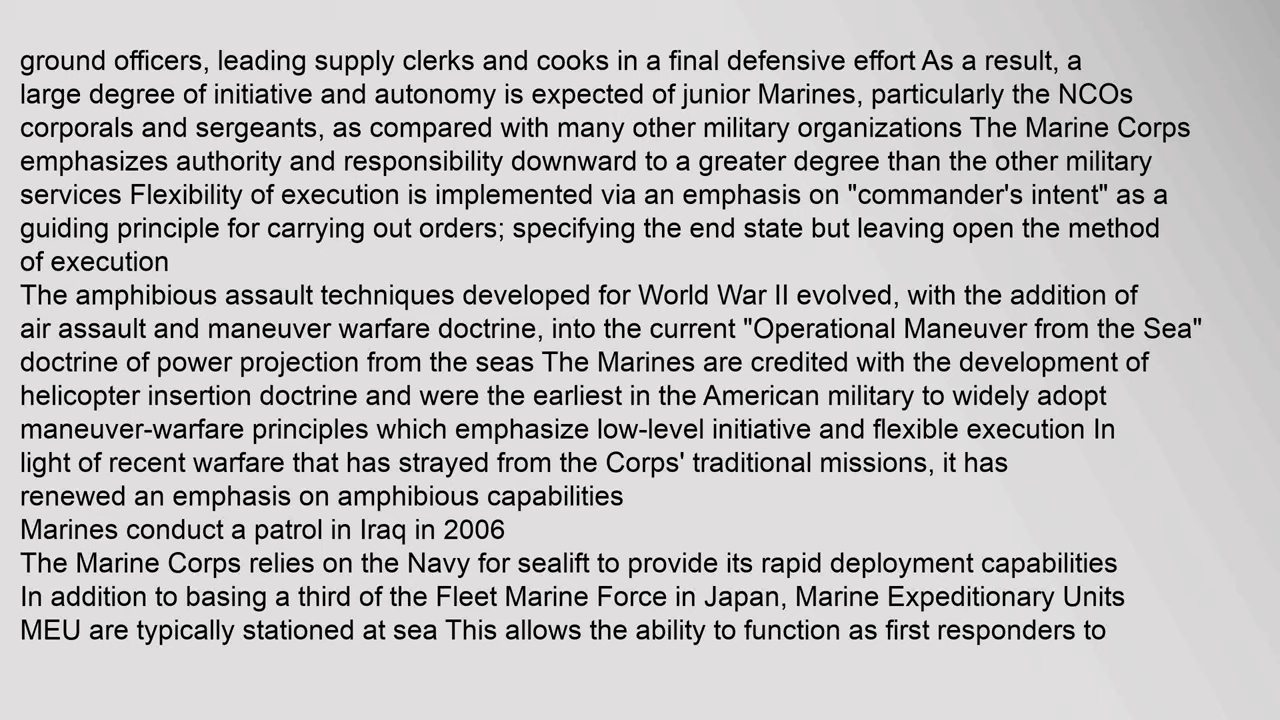 ground officers, leading supply clerks and cooks in a final defensive effort As a result, a
large degree of initiative and autonomy is expected of junior Marines, particularly the NCOs
corporals and sergeants, as compared with many other military organizations The Marine Corps
emphasizes authority and responsibility downward to a greater degree than the other military
services Flexibility of execution is implemented via an emphasis on "commander's intent" as a
guiding principle for carrying out orders; specifying the end state but leaving open the method
of execution
The amphibious assault techniques developed for World War II evolved, with the addition of
air assault and maneuver warfare doctrine, into the current "Operational Maneuver from the Sea"
doctrine of power projection from the seas The Marines are credited with the development of
helicopter insertion doctrine and were the earliest in the American military to widely adopt
maneuver-warfare principles which emphasize low-level initiative and flexible execution In
light of recent warfare that has strayed from the Corps' traditional missions, it has
renewed an emphasis on amphibious capabilities
Marines conduct a patrol in Iraq in 2006
The Marine Corps relies on the Navy for sealift to provide its rapid deployment capabilities
In addition to basing a third of the Fleet Marine Force in Japan, Marine Expeditionary Units
MEU are typically stationed at sea This allows the ability to function as first responders to